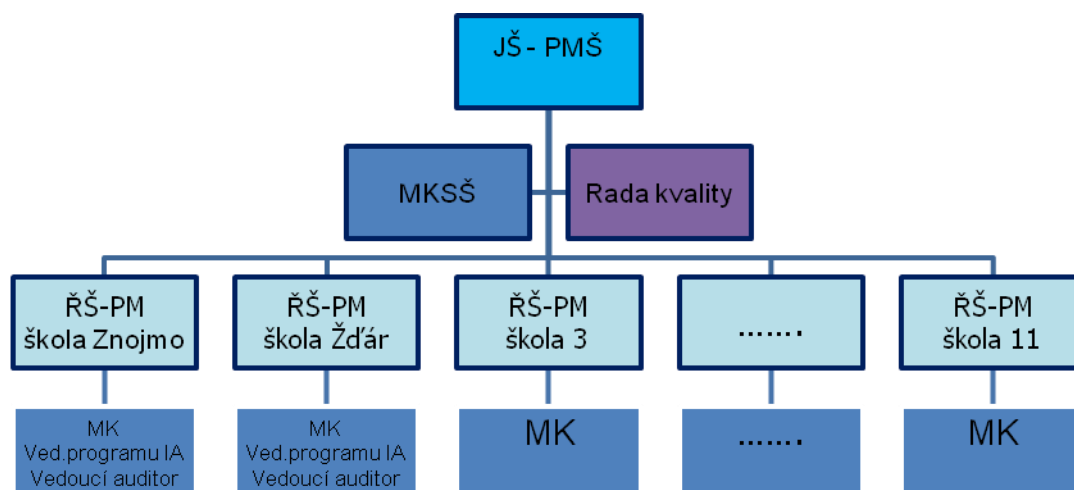 JŠ - PMŠ
MKSŠ
Rada kvality
ŘŠ-PM
škola Znojmo
ŘŠ-PM
škola Žďár
ŘŠ-PM
škola 3
…….
ŘŠ-PM
škola 11
MK
Ved.programu IA
Vedoucí auditor
MK
Ved.programu IA
Vedoucí auditor
MK
…….
MK